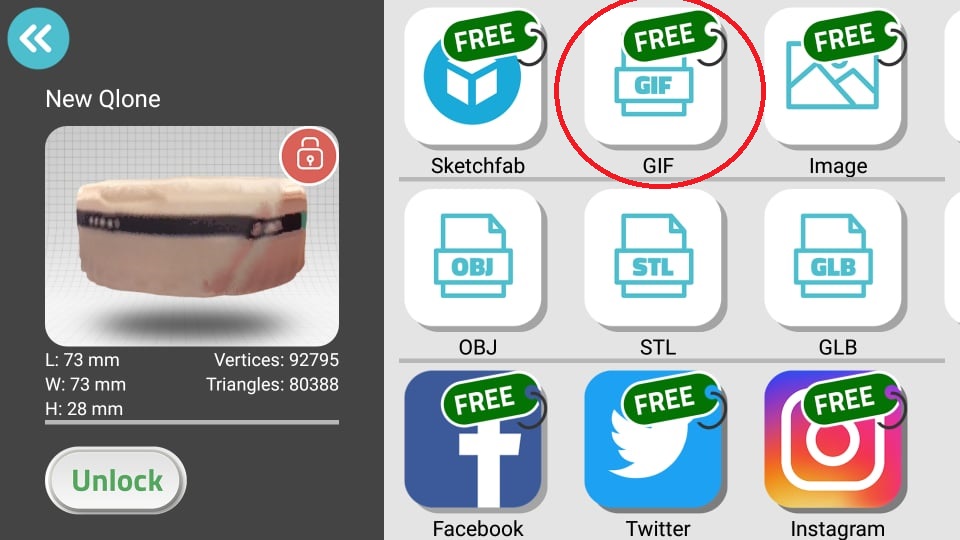 New Qlone
L: 73 mm
Vertices: 92795
W: 73 mm
Triangles: 80388
H: 28 mm
Unlock
FREE
FREE
FREE
GIF
Sketchfab
GIF
Image
OBJ
STL
GLB
OBJ
STL
GLB
FREE
FREE
FREE
Facebook
Twitter
Instagram